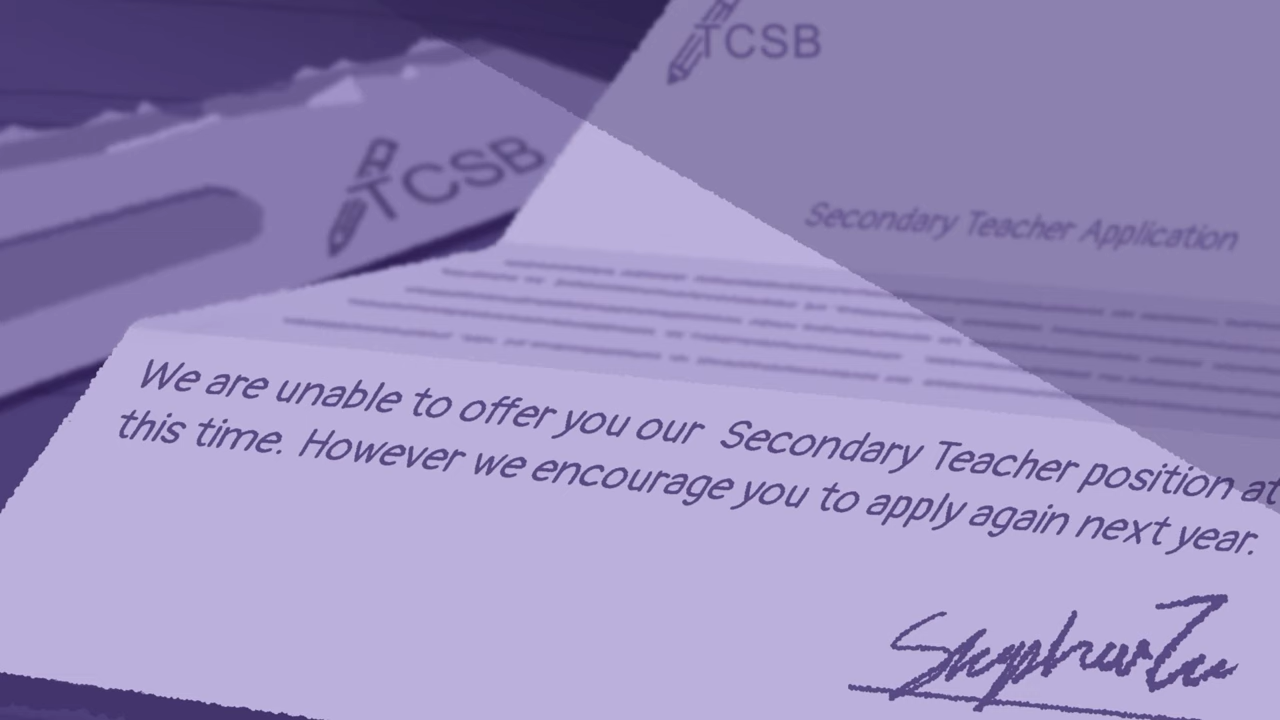 TCSB
TCSB
Secondary Teacher Application
We are unable to offer you our Secondary Teacher position at
this time. However we encourage you to apply again next year.